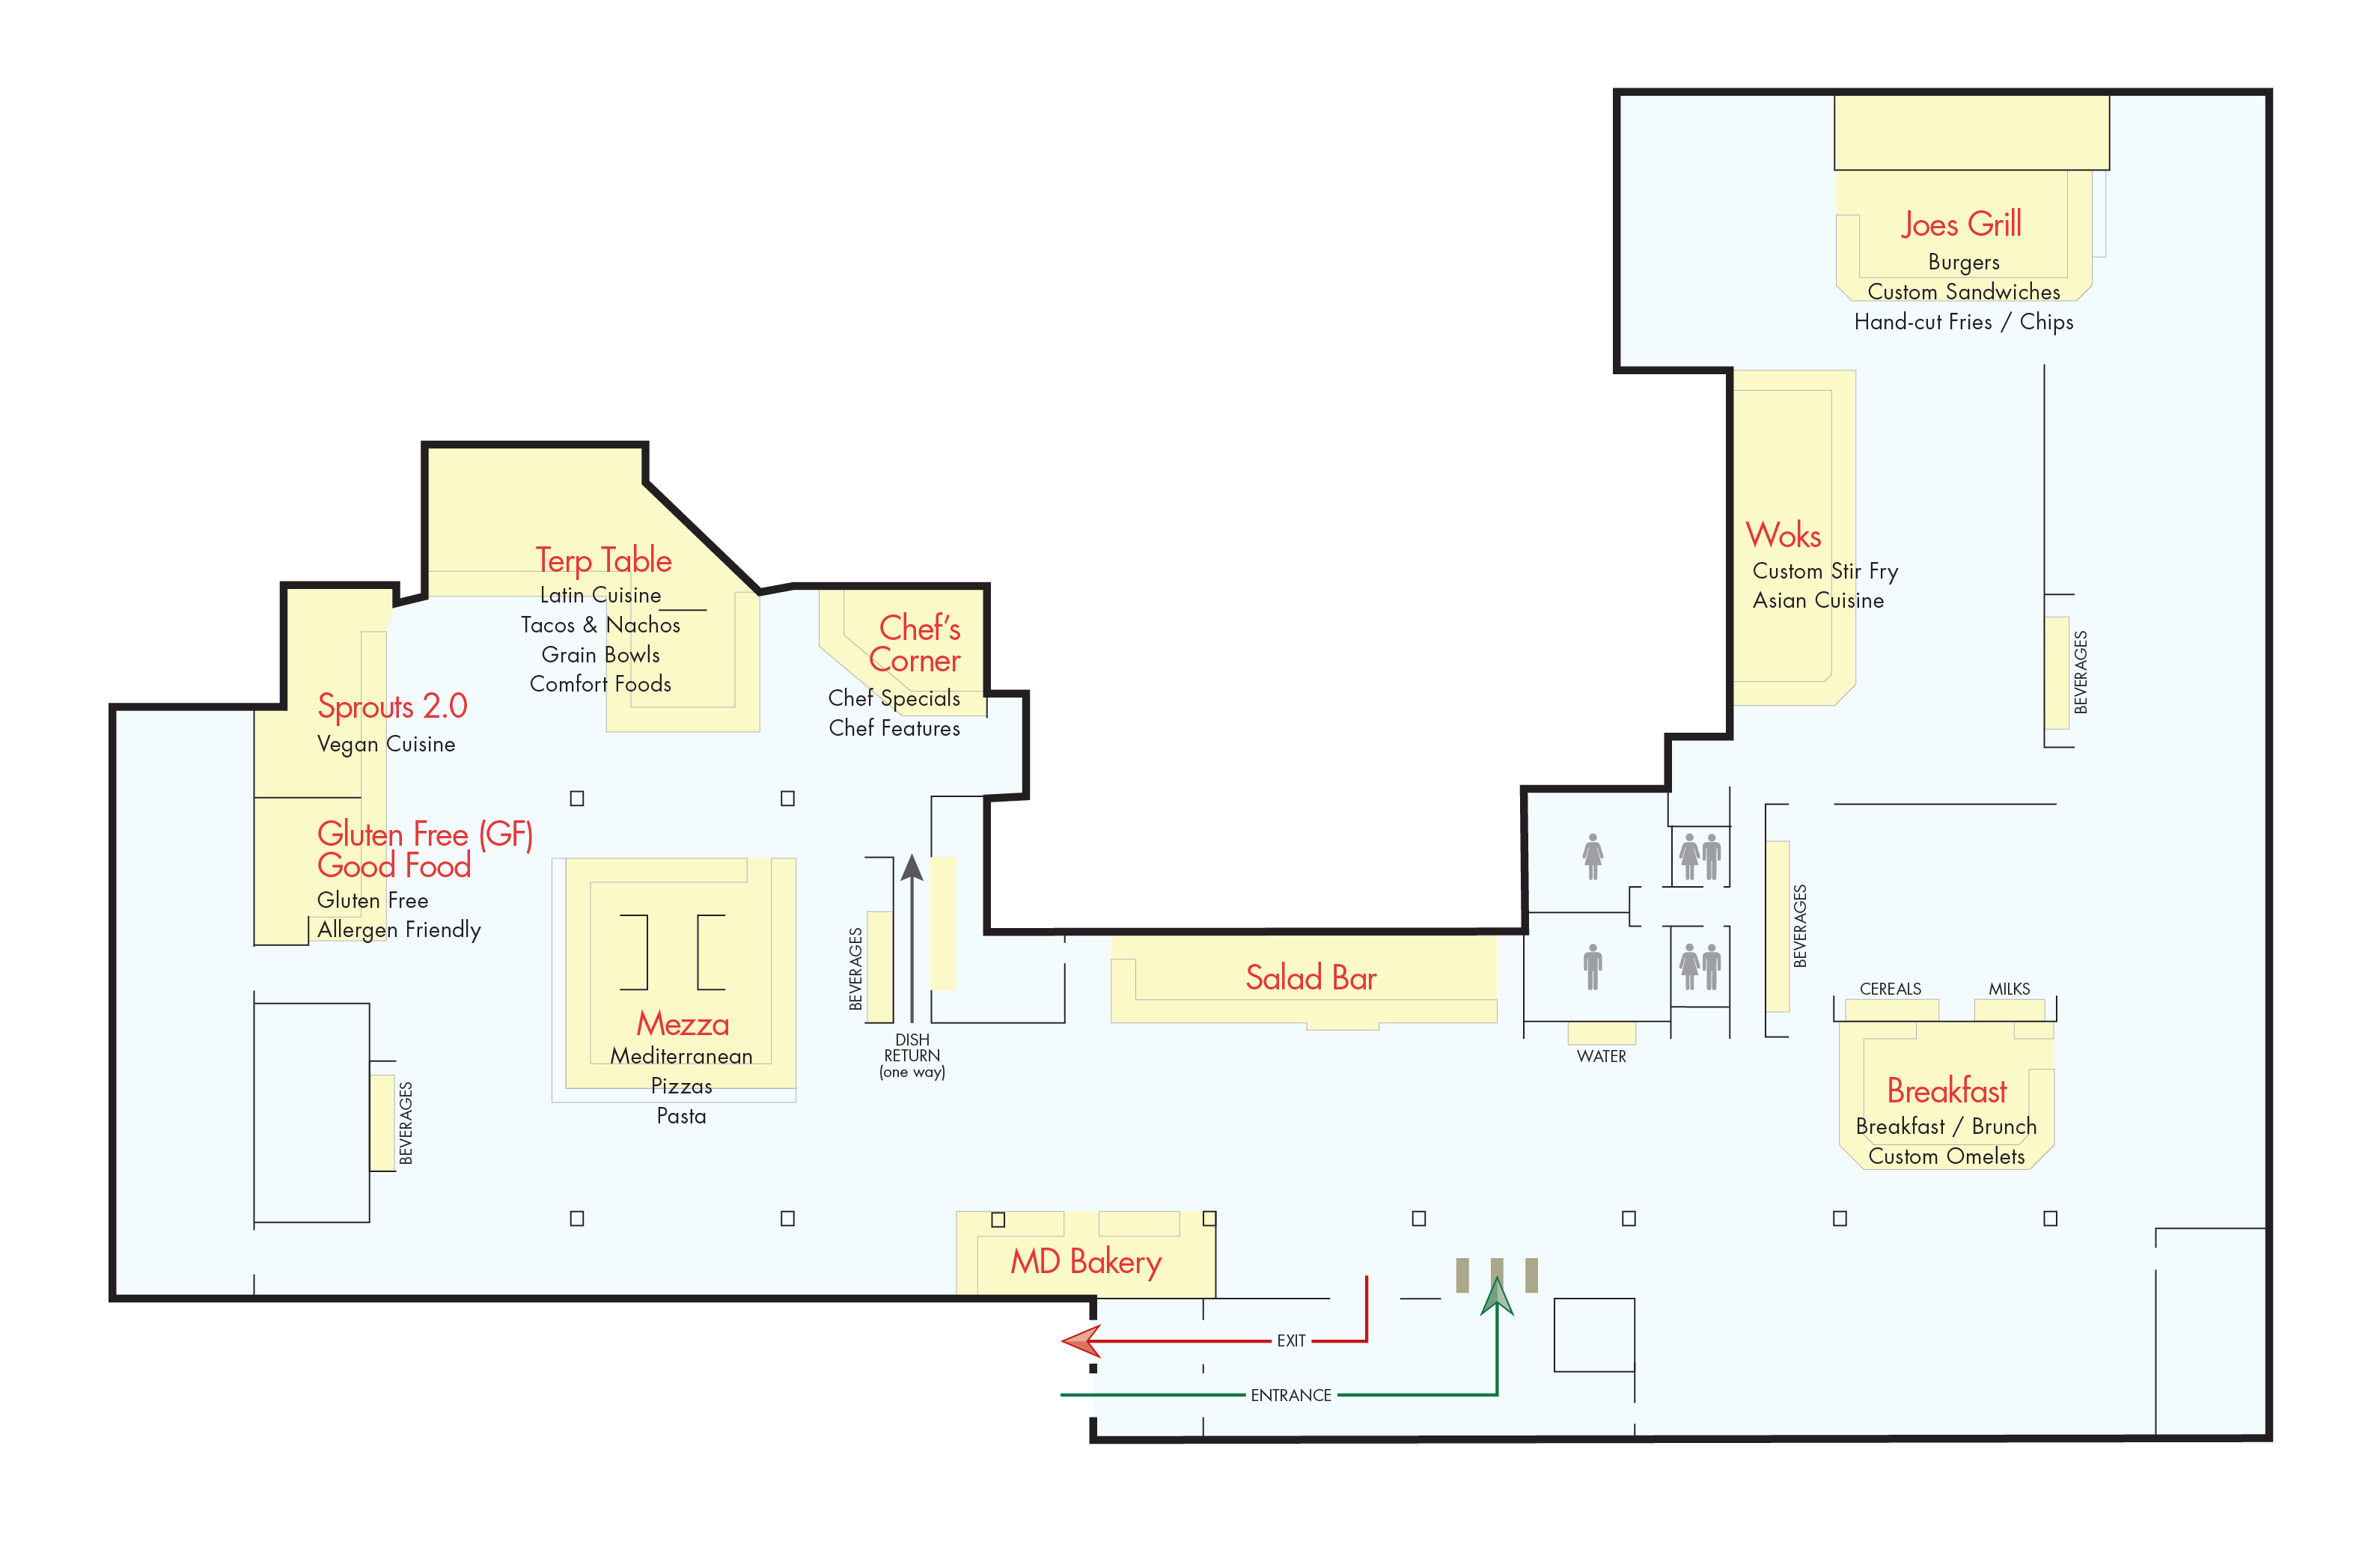 Joes Grill
Burgers
Custom Sandwiches
Hand-cut Fries / Chips
Woks
Custom Stir Fry
Asian Cuisine
BEVERAGES
Terp Table
Latin Cuisine
Tacos & Nachos
Grain Bowls
Comfort Foods
Chef's
Corner
Chef Specials
Chef Features
Sprouts 2.0
Vegan Cuisine
Gluten Free (GF)
Good Food
Gluten Free
Allergen Friendly
BEVERAGES
Mezza
Mediterranean
Pizzas
Pasta
BEVERAGES
DISH
RETURN
(one way)
Salad Bar
WATER
BEVERAGES
CEREALS
MILKS
Breakfast
Breakfast / Brunch
Custom Omelets
MD Bakery
EXIT
ENTRANCE